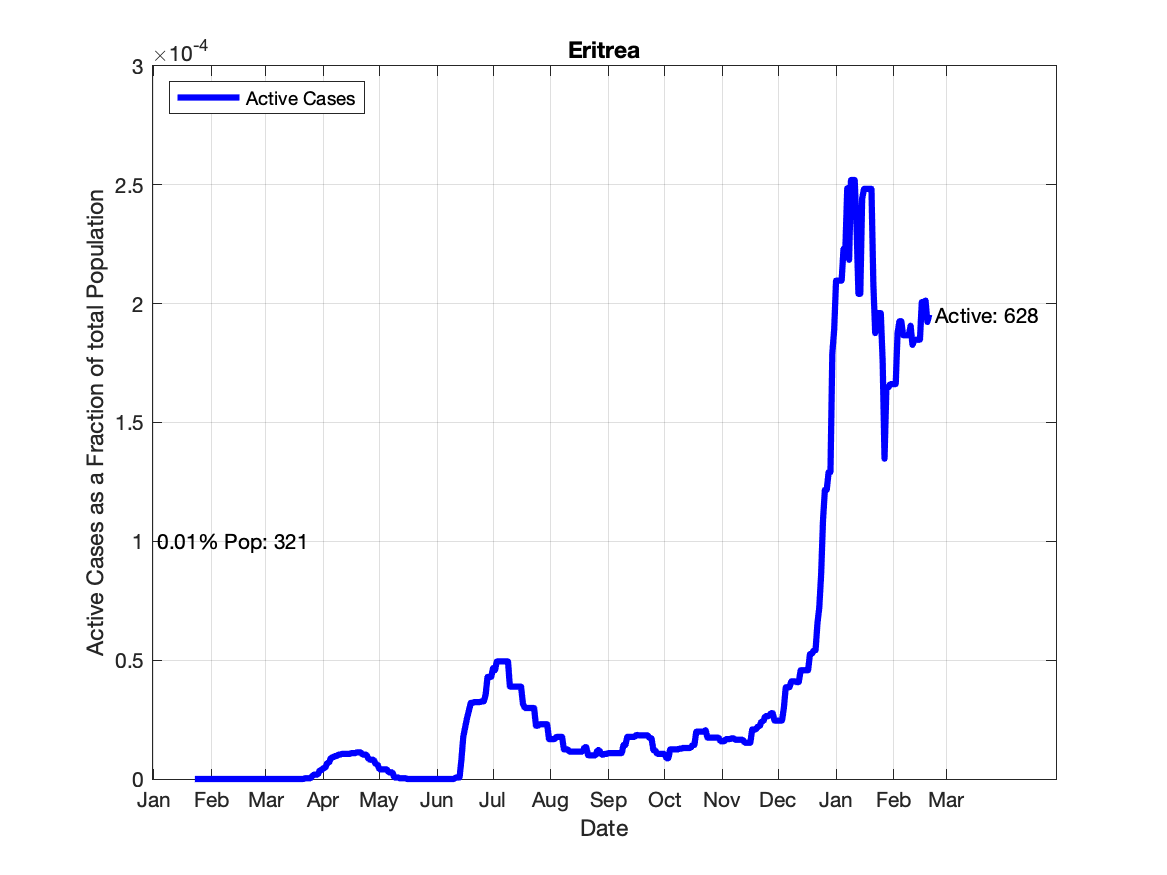 Eritrea
×10-4
Active Cases
3
2.5
2
1.5
1
0.5
0
Active Cases as a Fraction of total Population
Active: 628
0.01% Pop: 321
Jan Feb Mar Apr May Jun Jul Aug Sep Oct Nov Dec Jan Feb Mar
Date